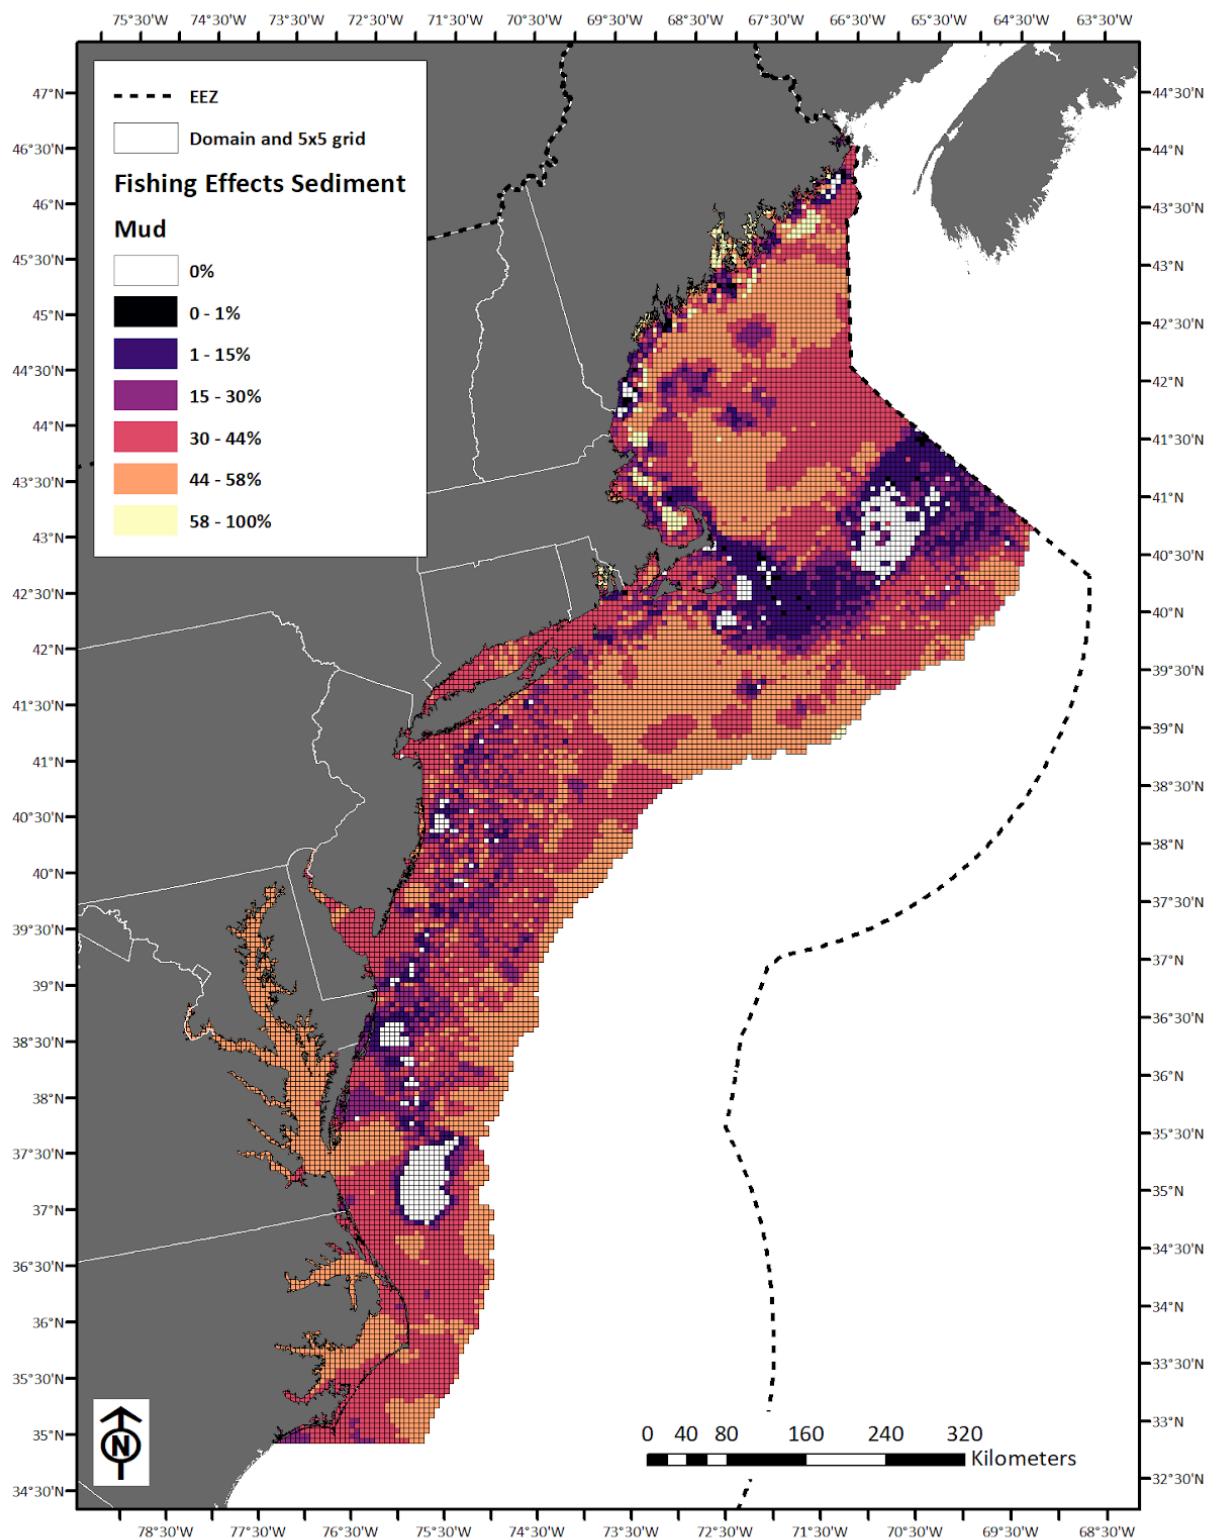 75°30'W 74°30'W 73°30'W 72°30'W 71°30'W 70°30'W 69°30'W 68°30'W 67°30'W 66°30'W 65°30'W 64°30'W 63°30'W
EEZ
Domain and 5x5 grid
Fishing Effects Sediment
Mud
0%
0 - 1%
1 - 15%
15 - 30%
30 - 44%
44 - 58%
58 - 100%
47°N
46°30'N
46°N
45°30'N
45°N
44°30'N
44°N
43°30'N
43°N
42°30'N
42°N
41°30'N
41°N
40°30'N
40°N
39°30'N
39°N
38°30'N
38°N
37°30'N
37°N
36°30'N
36°N
35°30'N
35°N
34°30'N
44°30'N
44°N
43°30'N
43°N
42°30'N
42°N
41°30'N
41°N
40°30'N
40°N
39°30'N
39°N
38°30'N
38°N
37°30'N
37°N
36°30'N
36°N
35°30'N
35°N
34°30'N
34°N
33°30'N
33°N
32°30'N
N
0 40 80 160 240 320
Kilometers
78°30'W 77°30'W 76°30'W 75°30'W 74°30'W 73°30'W 72°30'W 71°30'W 70°30'W 69°30'W 68°30'W